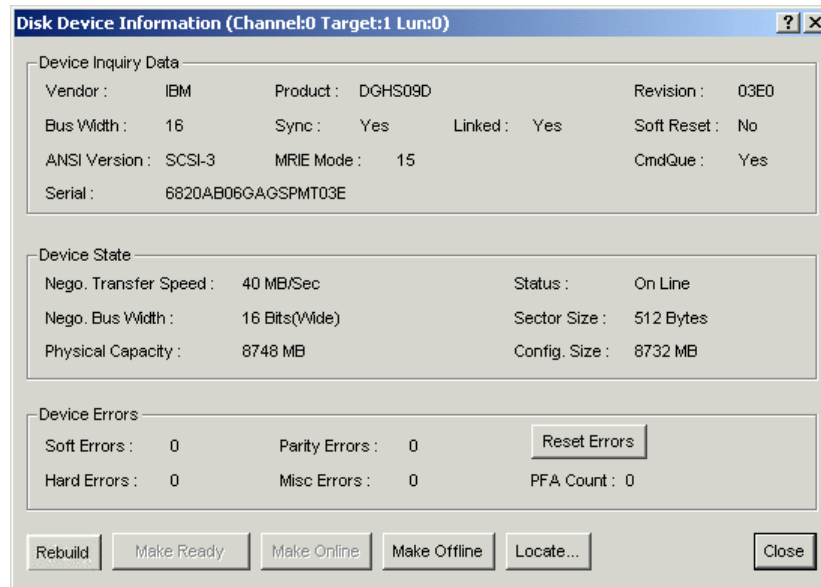 Disk Device Information (Channel:0 Target:1 Lun:0)
Device Inquiry Data
Vendor : IBM Product : DGHS09D Revision : 03E0
Bus Width : 16 Sync : Yes Linked : Yes Soft Reset : No
ANSI Version : SCSI-3 MRIE Mode : 15 CmdQue : Yes
Serial : 6820AB06GAGSPMT03E
Device State
Nego. Transfer Speed : 40 MB/Sec Status : On Line
Nego. Bus Width : 16 Bits(Wide) Sector Size : 512 Bytes
Physical Capacity : 8748 MB Config. Size : 8732 MB
Device Errors
Soft Errors : 0 Parity Errors : 0 Reset Errors
Hard Errors : 0 Misc Errors : 0 PFA Count : 0
Rebuild Make Ready Make Online Make Offline Locate... Close